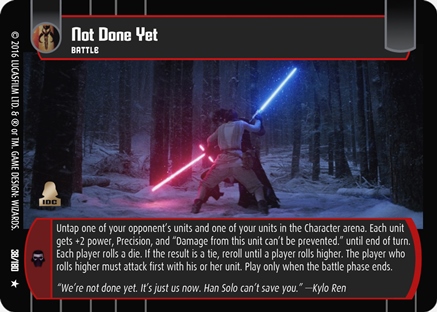 Not Done Yet
BATTLE
© 2016 LUCASFILM LTD. & ® or TM. GAME DESIGN: WIZARDS.
IDC
Untap one of your opponent's units and one of your units in the Character arena. Each unit
gets +2 power, Precision, and “Damage from this unit can't be prevented.” until end of turn.
Each player rolls a die. If the result is a tie, reroll until a player rolls higher. The player who
rolls higher must attack first with his or her unit. Play only when the battle phase ends.
“We're not done yet. It's just us now. Han Solo can't save you.” —Kylo Ren